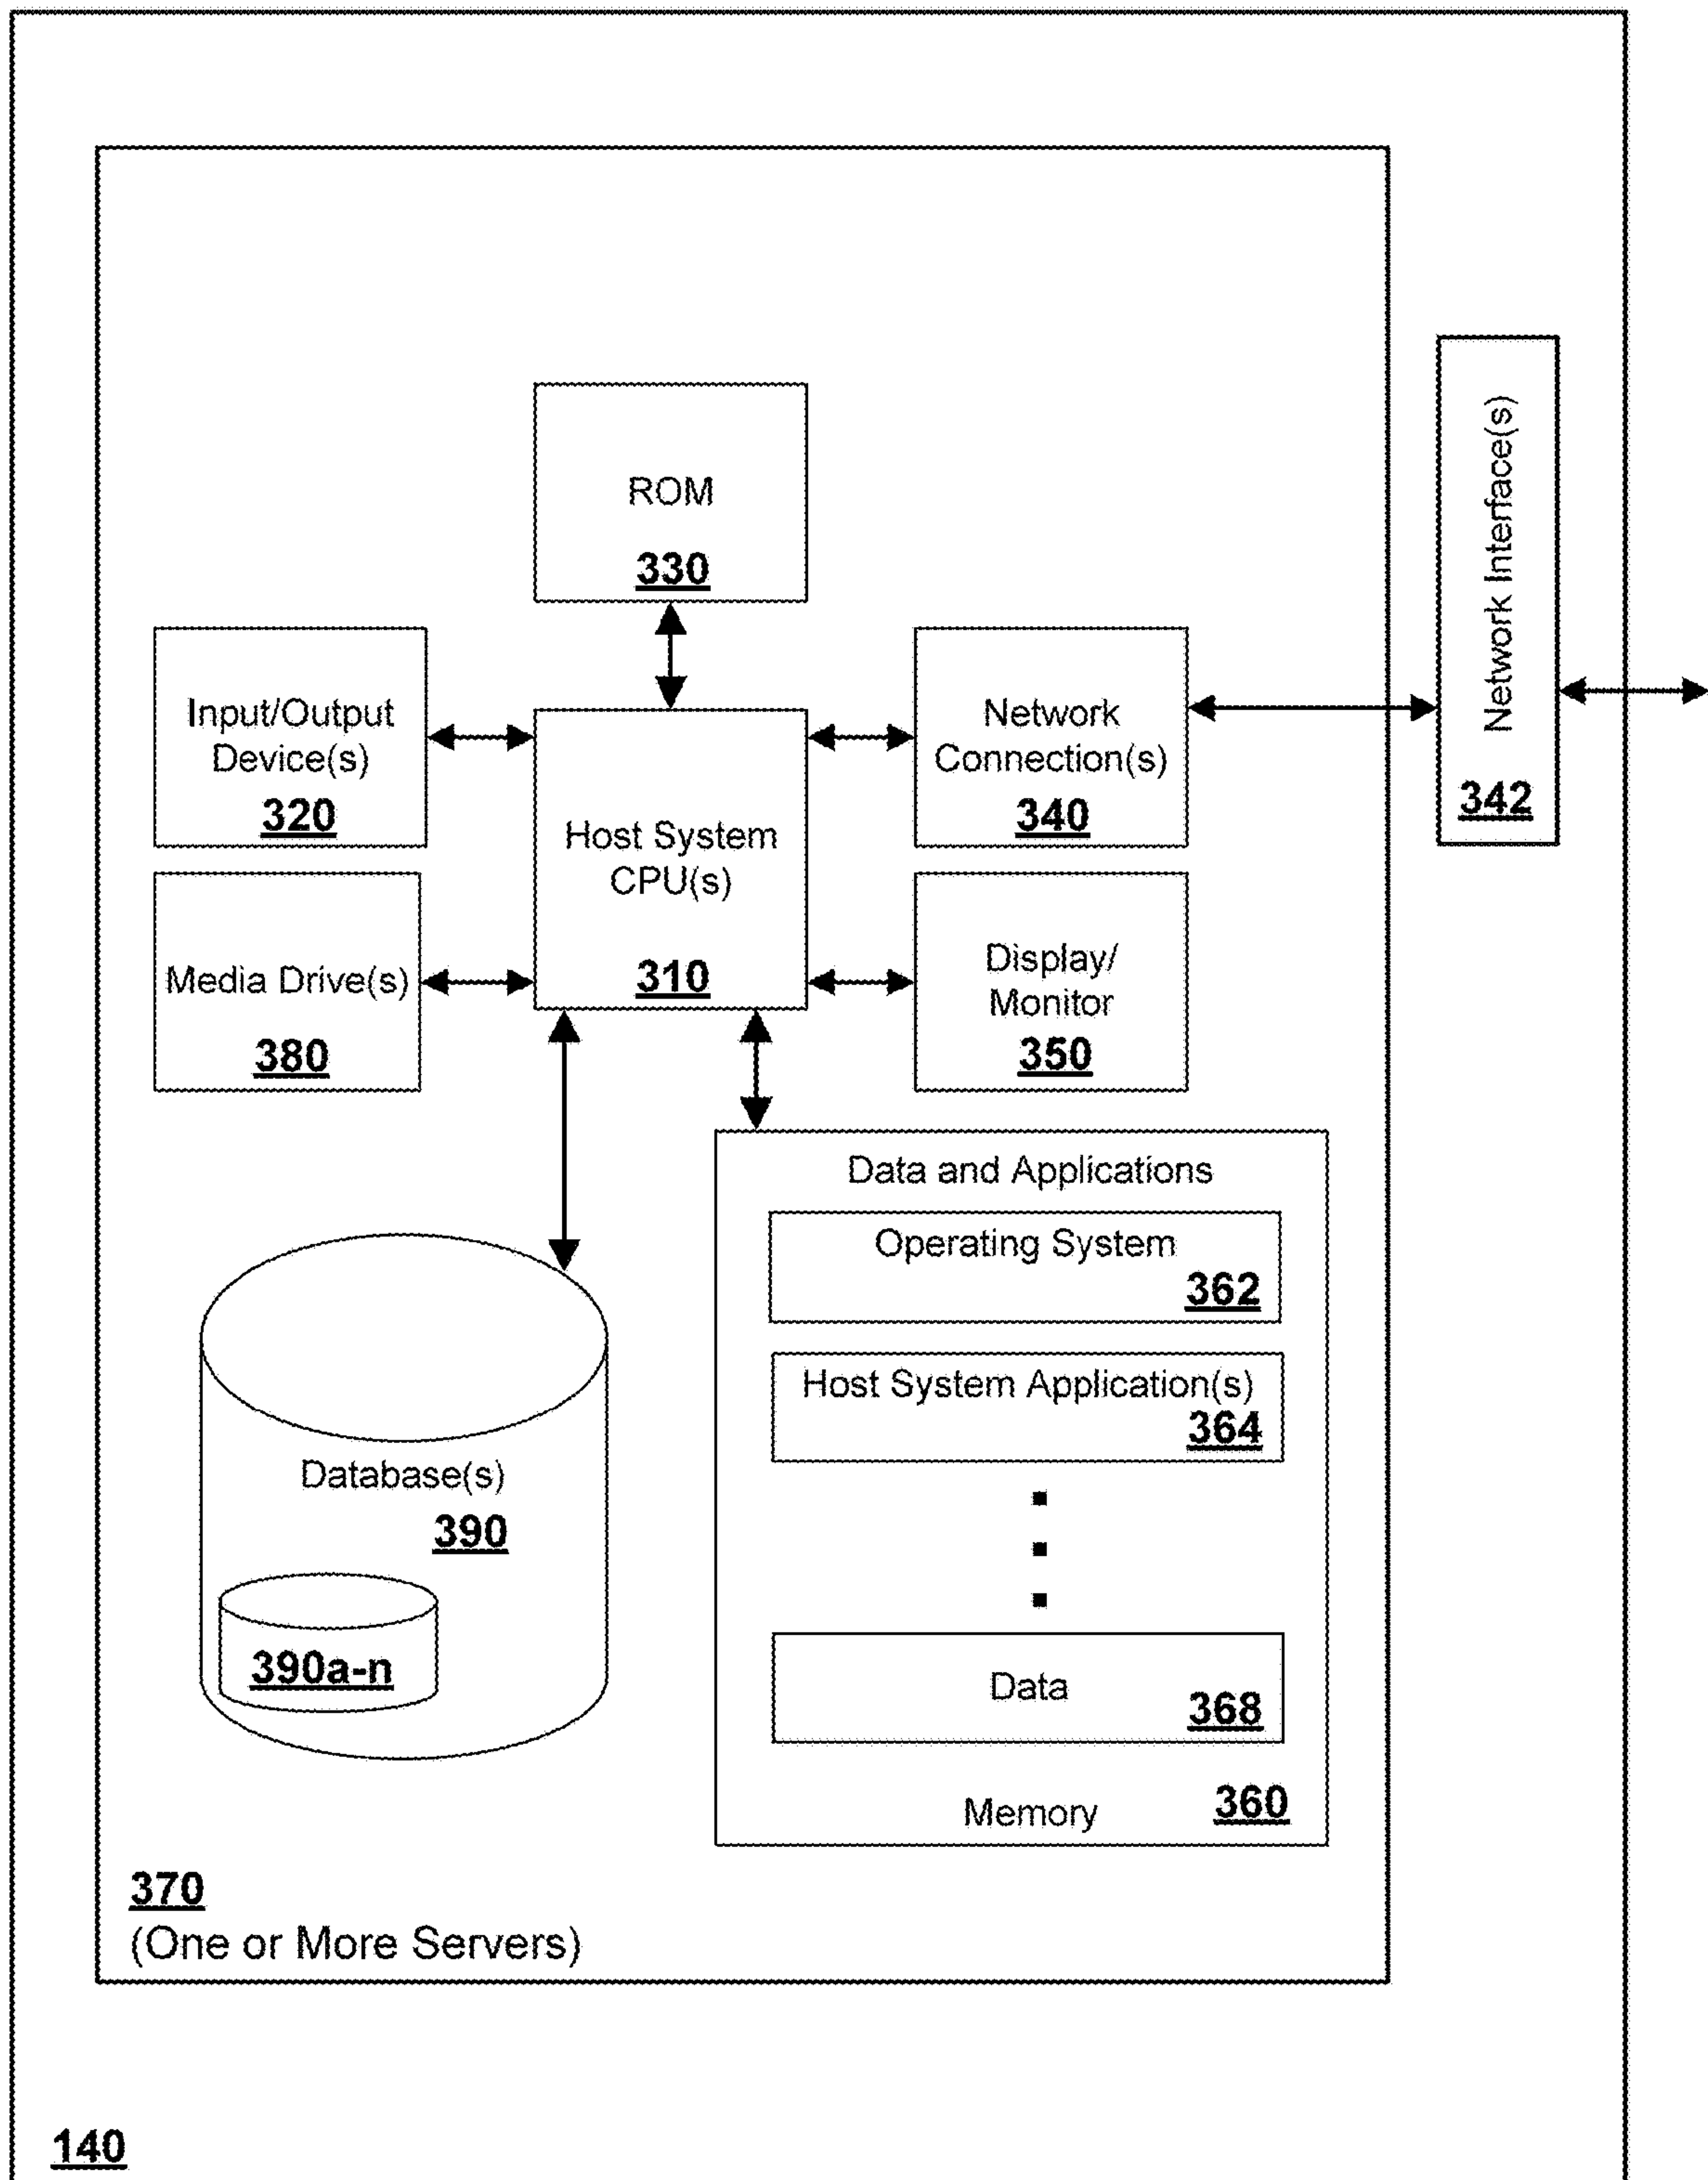 ROM
330
Network Interface(s)
342
Input/Output
Device(s)
320
Host System
CPU(s)
310
Network
Connection(s)
340
Media Drive(s)
380
Display/
Monitor
350
Data and Applications
Operating System
362
Host System Application(s)
364
Data
368
Memory
360
Database(s)
390
390a-n
370
(One or More Servers)
140